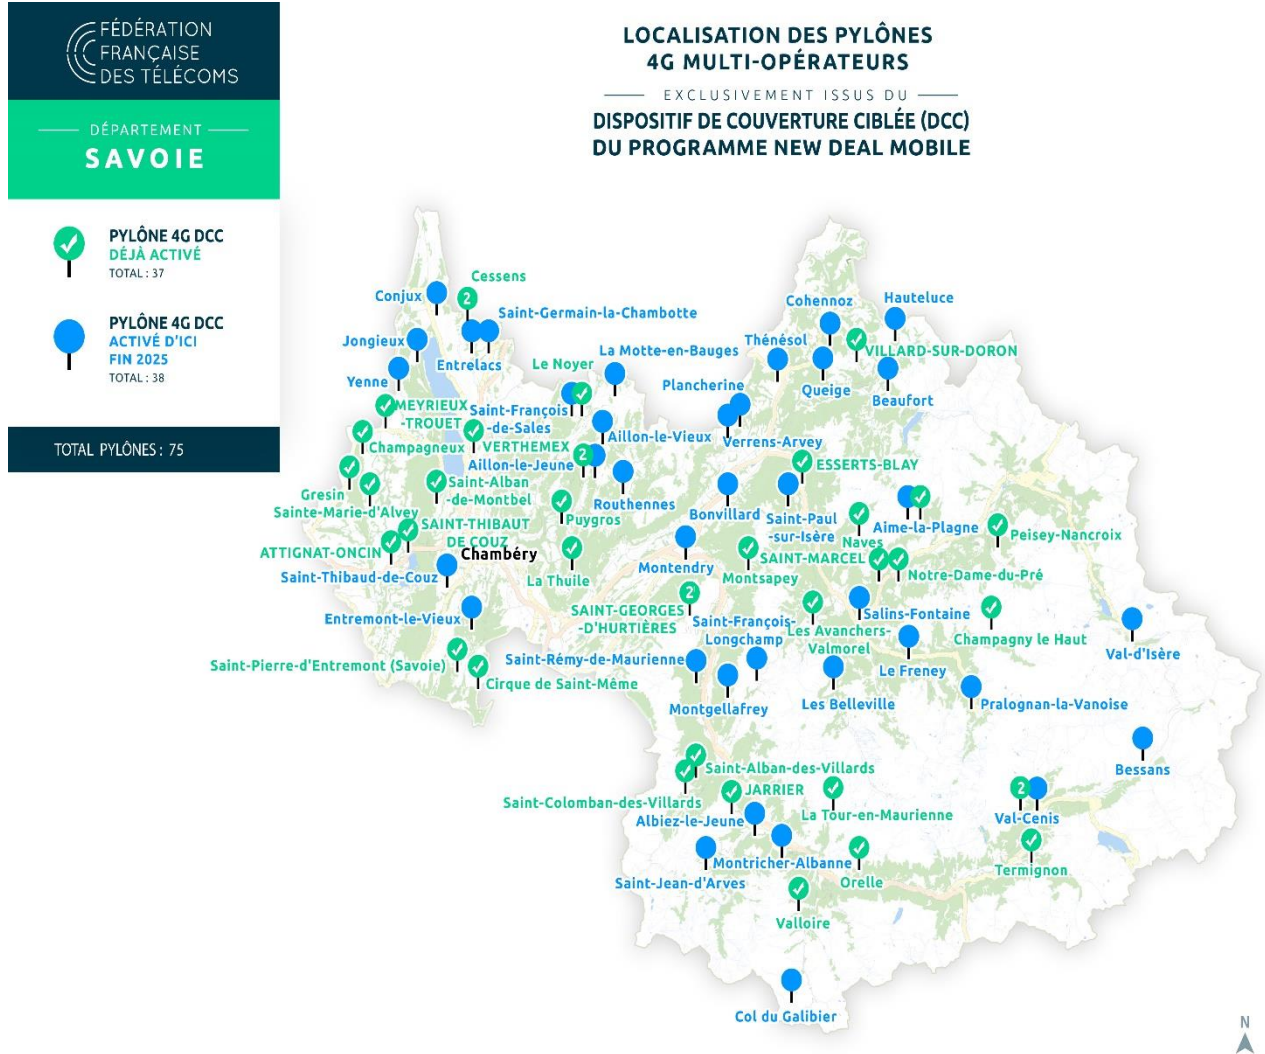 FÉDÉRATION
FRANÇAISE
DES TÉLÉCOMS
DÉPARTEMENT
SAVOIE
PYLÔNE 4G DCC
DÉJÀ ACTIVÉ
TOTAL : 37
PYLÔNE 4G DCC
ACTIVÉ D'ICI
FIN 2025
TOTAL : 38
TOTAL PYLÔNES : 75
LOCALISATION DES PYLÔNES
4G MULTI-OPÉRATEURS
EXCLUSIVEMENT ISSUS DU
DISPOSITIF DE COUVERTURE CIBLÉE (DCC)
DU PROGRAMME NEW DEAL MOBILE
Cessens
2
Conjux
Saint-Germain-la-Chambotte
Cohennoz
Hauteluce
Jongieux
Entrelacs
Le Noyer
La Motte-en-Bauges
Thénésol
VILLARD-SUR-DORON
Yenne
Plancherine
Queige
Beaufort
MEYRIEUX
-TROUET
Saint-François
-de-Sales
Aillon-le-Vieux
Verrens-Arvey
Champagneux
VERTHEMEX
Aillon-le-Jeune
2
ESSERTS-BLAY
Gresin
Sainte-Marie-d'Alvey
Saint-Alban
-de-Montbel
Routhennes
Puygros
Bonvillard
Saint-Paul
-sur-Isère
Naves
Aime-la-Plagne
Peisey-Nancroix
SAINT-THIBAUT
DE COUZ
ATTIGNAT-ONCIN
Chambéry
Saint-Thibaud-de-Couz
La Thuile
Montendry
Montsapey
SAINT-MARCEL
Notre-Dame-du-Pré
2
SAINT-GEORGES
-D'HURTIÈRES
Entremont-le-Vieux
Saint-François-
Longchamp
Les Avanchers-
Valmorel
Salins-Fontaine
Champagny le Haut
Val-d'Isère
Saint-Pierre-d'Entremont (Savoie)
Cirque de Saint-Même
Saint-Rémy-de-Maurienne
Le Freney
Montgellafrey
Les Belleville
Pralognan-la-Vanoise
Bessans
Saint-Alban-des-Villards
Saint-Colomban-des-Villards
JARRIER
Albiez-le-Jeune
La Tour-en-Maurienne
2
Val-Cenis
Montricher-Albanne
Saint-Jean-d'Arves
Orelle
Termignon
Valloire
Col du Galibier
N